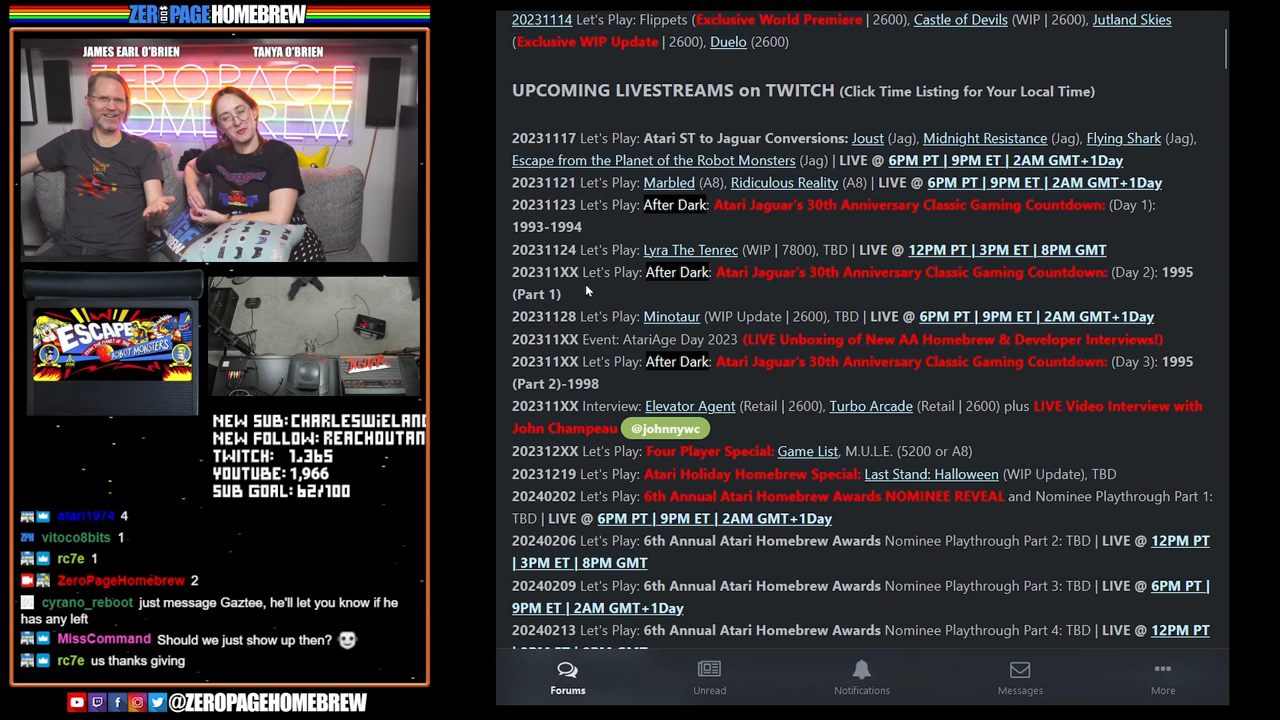 ZEROPAGEHOMEBREW
JAMES EARL O'BRIEN
TANYA O'BRIEN
ZEROPAGE
HOMEBREW
ESCAPE
FROM THE PLANET OF THE
ROBOT MONSTERS
NEW SUB:CHARLESWIELAN
NEW FOLLOW:REACHOUTAN
TWITCH: 1,365
YOUTUBE: 1,966
SUB GOAL: 62/100
atari1974 4
vitoco8bits 1
rc7e 1
ZeroPageHomebrew 2
cyrano_reboot just message Gaztee, he'll let you know if he
has any left
MissCommand Should we just show up then?
rc7e us thanks giving
@ZEROPAGEHOMEBREW
20231114 Let's Play: Flippets (Exclusive World Premiere | 2600), Castle of Devils (WIP | 2600), Jutland Skies
(Exclusive WIP Update | 2600), Duelo (2600)
UPCOMING LIVESTREAMS on TWITCH (Click Time Listing for Your Local Time)
20231117 Let's Play: Atari ST to Jaguar Conversions: Joust (Jag), Midnight Resistance (Jag), Flying Shark (Jag),
Escape from the Planet of the Robot Monsters (Jag) | LIVE @ 6PM PT | 9PM ET | 2AM GMT+1Day
20231121 Let's Play: Marbled (A8), Ridiculous Reality (A8) | LIVE @ 6PM PT | 9PM ET | 2AM GMT+1Day
20231123 Let's Play: After Dark: Atari Jaguar's 30th Anniversary Classic Gaming Countdown: (Day 1):
1993-1994
20231124 Let's Play: Lyra The Tenrec (WIP | 7800), TBD | LIVE @ 12PM PT | 3PM ET | 8PM GMT
202311XX Let's Play: After Dark: Atari Jaguar's 30th Anniversary Classic Gaming Countdown: (Day 2): 1995
(Part 1)
20231128 Let's Play: Minotaur (WIP Update | 2600), TBD | LIVE @ 6PM PT | 9PM ET | 2AM GMT+1Day
202311XX Event: AtariAge Day 2023 (LIVE Unboxing of New AA Homebrew & Developer Interviews!)
202311XX Let's Play: After Dark: Atari Jaguar's 30th Anniversary Classic Gaming Countdown: (Day 3): 1995
(Part 2)-1998
202311XX Interview: Elevator Agent (Retail | 2600), Turbo Arcade (Retail | 2600) plus LIVE Video Interview with
John Champeau @johnnywc
202312XX Let's Play: Four Player Special: Game List, M.U.L.E. (5200 or A8)
20231219 Let's Play: Atari Holiday Homebrew Special: Last Stand: Halloween (WIP Update), TBD
20240202 Let's Play: 6th Annual Atari Homebrew Awards NOMINEE REVEAL and Nominee Playthrough Part 1:
TBD | LIVE @ 6PM PT | 9PM ET | 2AM GMT+1Day
20240206 Let's Play: 6th Annual Atari Homebrew Awards Nominee Playthrough Part 2: TBD | LIVE @ 12PM PT
| 3PM ET | 8PM GMT
20240209 Let's Play: 6th Annual Atari Homebrew Awards Nominee Playthrough Part 3: TBD | LIVE @ 6PM PT |
9PM ET | 2AM GMT+1Day
20240213 Let's Play: 6th Annual Atari Homebrew Awards Nominee Playthrough Part 4: TBD | LIVE @ 12PM PT
Forums
Unread
Notifications
Messages
More